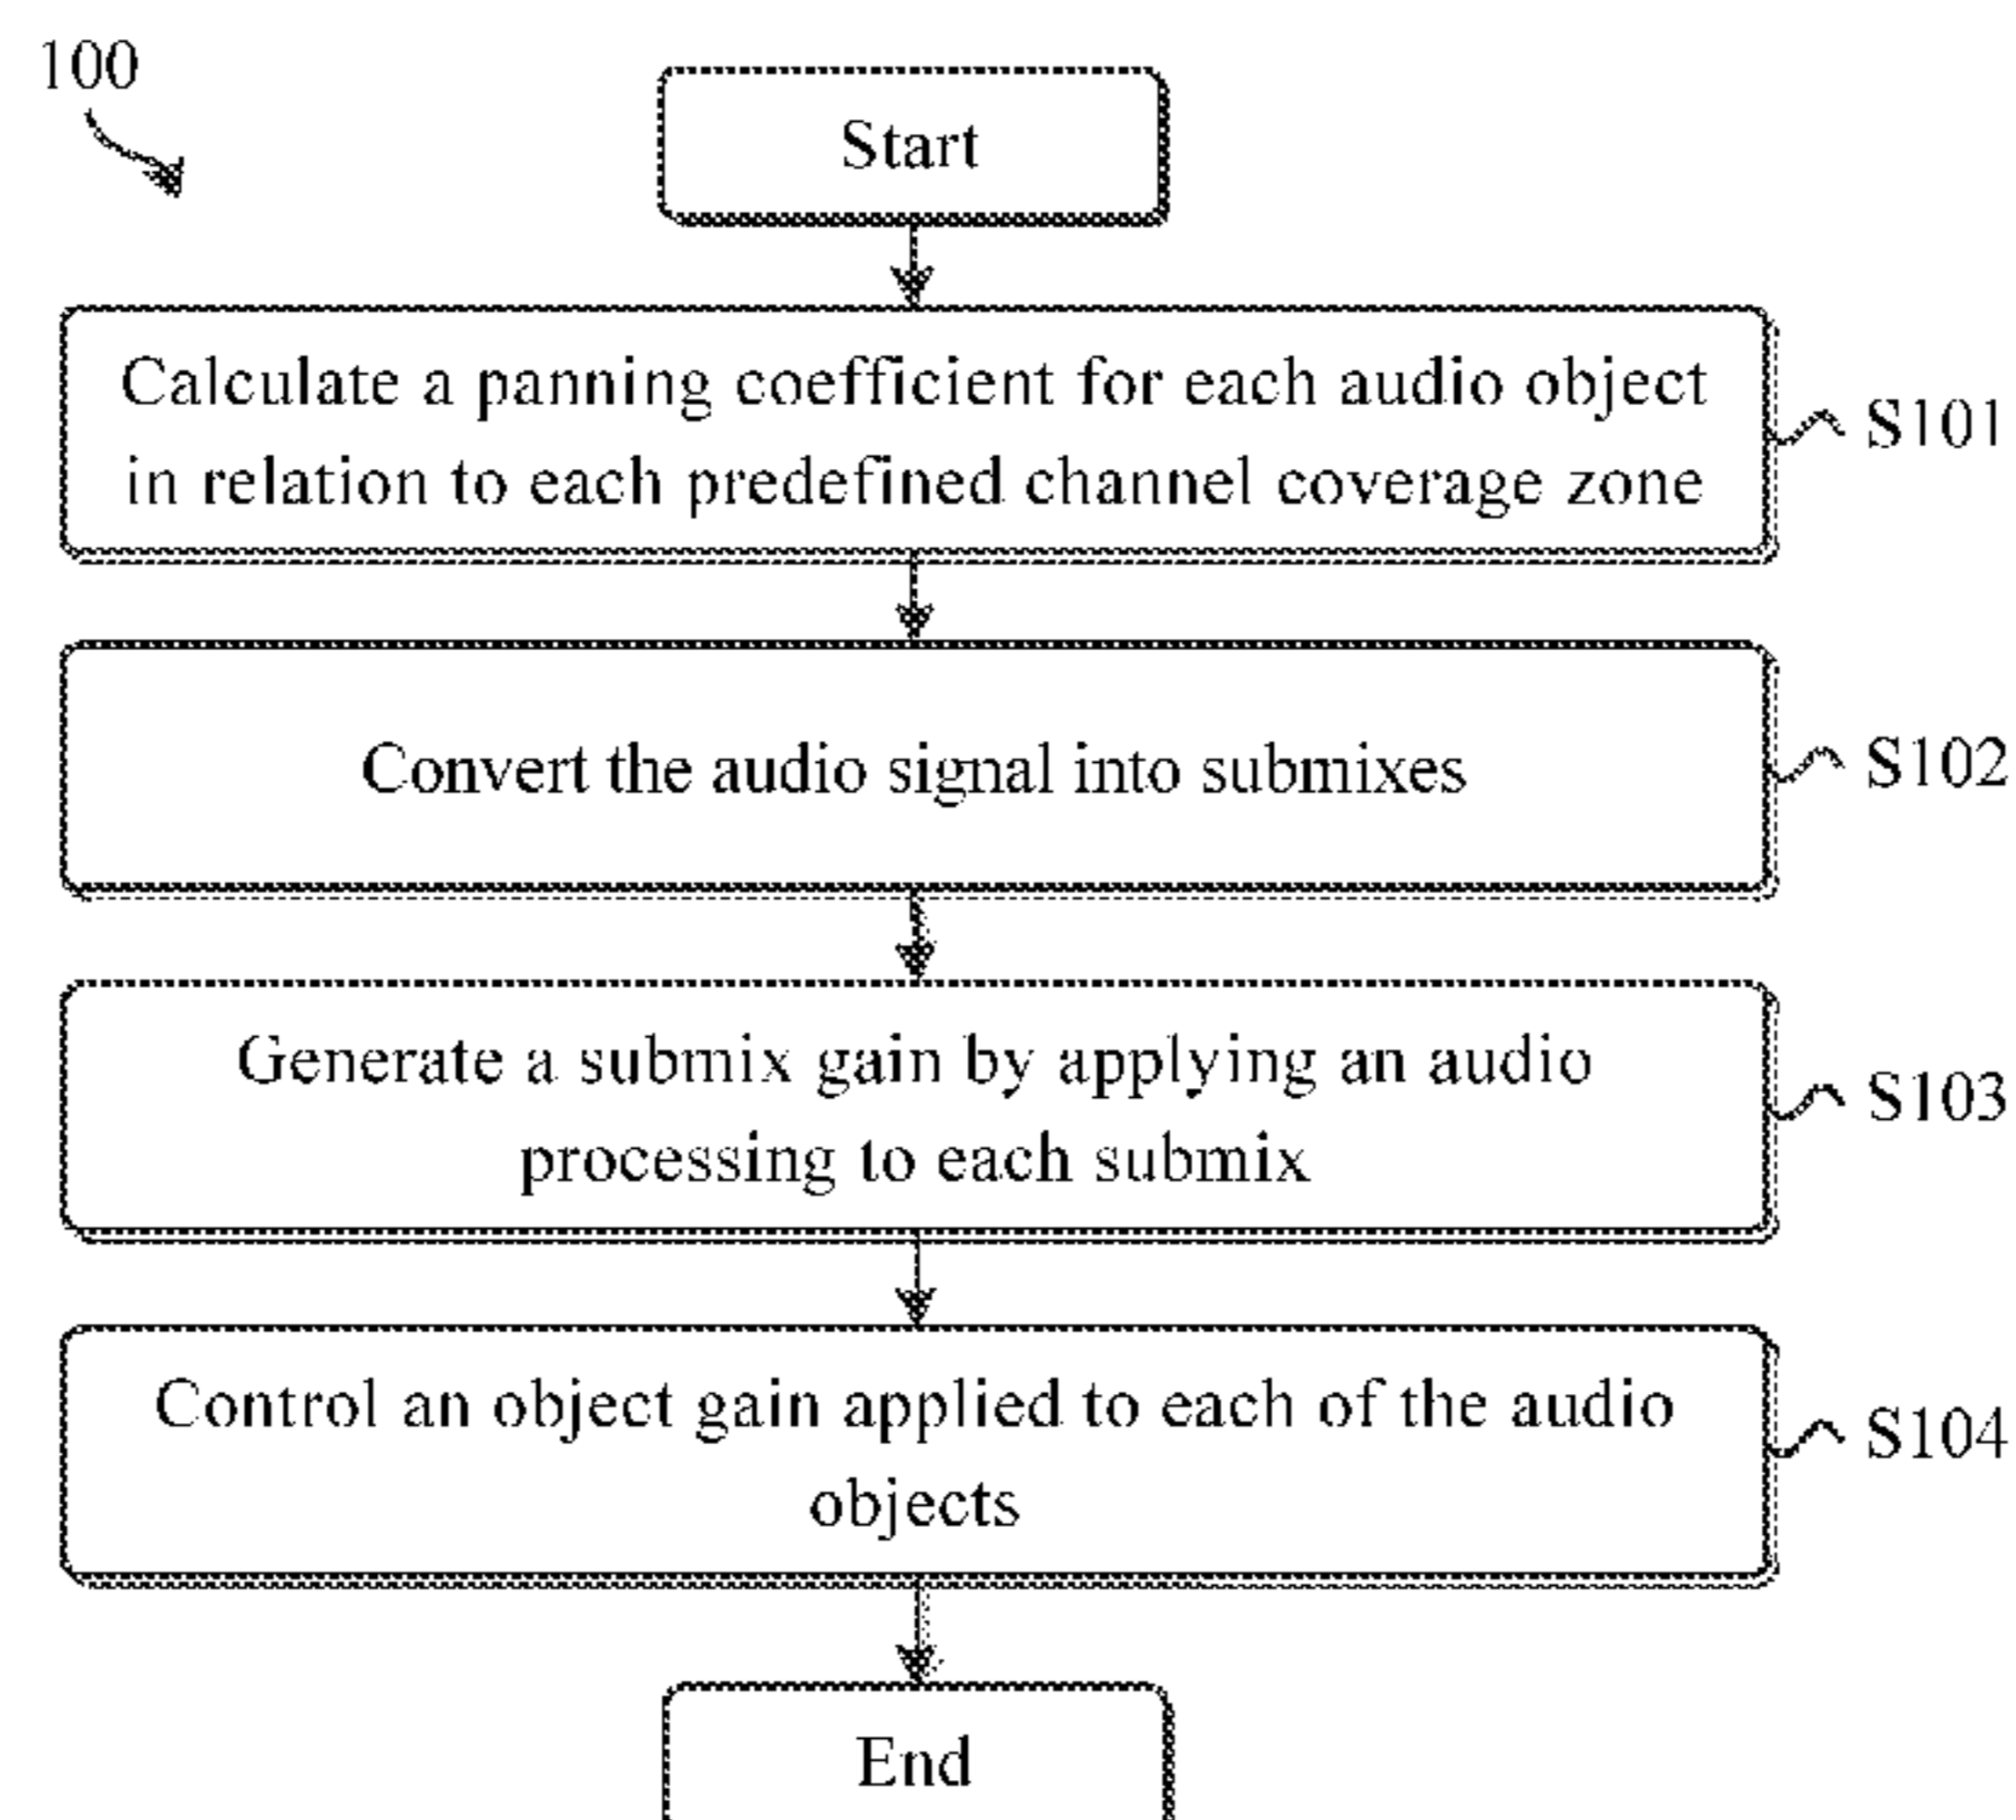 100
Start
Calculate a panning coefficient for each audio object
in relation to each predefined channel coverage zone
S101
Convert the audio signal into submixes
S102
Generate a submix gain by applying an audio
processing to each submix
S103
Control an object gain applied to each of the audio
objects
S104
End